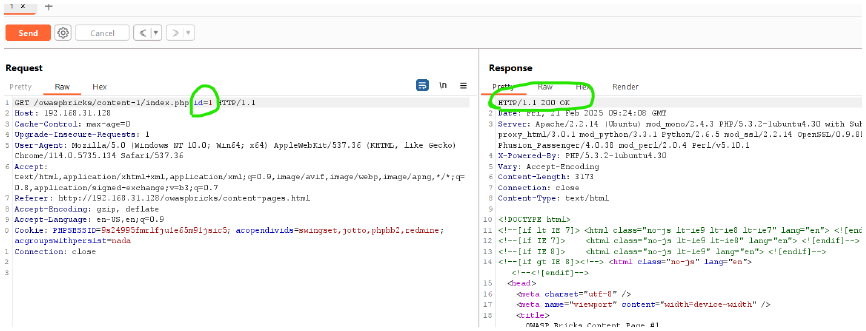 1 × +
Send Cancel < >
Request
Pretty Raw Hex \n
1 GET /owaspbricks/content-1/index.php?id=1 HTTP/1.1
2 Host: 192.168.31.128
3 Cache-Control: max-age=0
4 Upgrade-Insecure-Requests: 1
5 User-Agent: Mozilla/5.0 (Windows NT 10.0; Win64; x64) AppleWebKit/537.36 (KHTML, like Gecko)
Chrome/114.0.5735.134 Safari/537.36
6 Accept:
text/html,application/xhtml+xml,application/xml;q=0.9,image/avif,image/webp,image/apng,*/*;q=
0.8,application/signed-exchange;v=b3;q=0.7
7 Referer: http://192.168.31.128/owaspbricks/content-pages.html
8 Accept-Encoding: gzip, deflate
9 Accept-Language: en-US,en;q=0.9
0 Cookie: acopendivids=swingset,jotto,phpbb2,redmine;
acgroupswithpersist=nada
1 Connection: close
2
3
Response
Pretty Raw Hex Render
HTTP/1.1 200 OK
2 Date: Fri, 21 Feb 2025 09:24:08 GMT
3 Server: Apache/2.2.14 (Ubuntu) mod_mono/2.4.3 PHP/5.3.2-1ubuntu4.30 with Suh
proxy_html/3.0.1 mod_python/3.3.1 Python/2.6.5 mod_ssl/2.2.14 OpenSSL/0.9.8
Phusion_Passenger/4.0.38 mod_perl/2.0.4 Perl/v5.10.1
4 X-Powered-By: PHP/5.3.2-1ubuntu4.30
5 Vary: Accept-Encoding
6 Content-Length: 3173
7 Connection: close
8 Content-Type: text/html
9
10 <!DOCTYPE html>
11 <!--[if lt IE 7]> <html class="no-js lt-ie9 lt-ie8 lt-ie7" lang="en"> <![end
12 <!--[if IE 7]> <html class="no-js lt-ie9 lt-ie8" lang="en"> <![endif]-->
13 <!--[if IE 8]> <html class="no-js lt-ie9" lang="en"> <![endif]-->
14 <!--[if gt IE 8]><!--> <html class="no-js" lang="en">
<!--<![endif]-->
<head>
15 <meta charset="utf-8" />
16 <meta name="viewport" content="width=device-width" />
17 <title>
18 OWASP Bricks Content Page #1